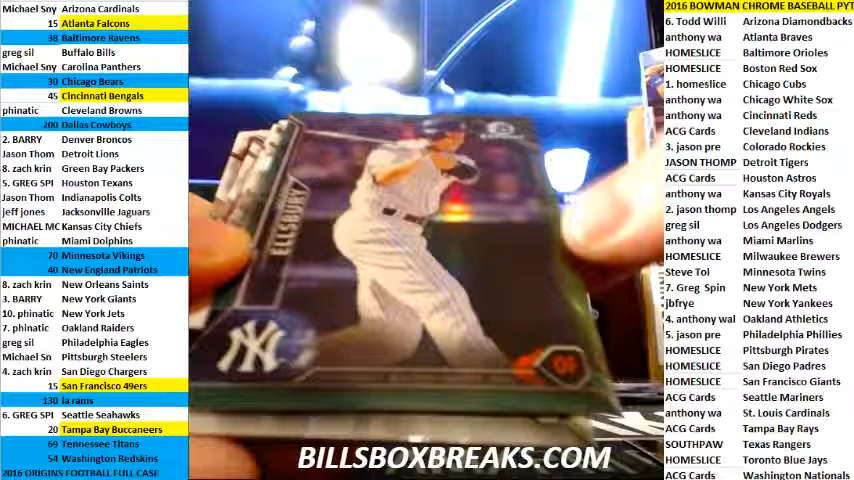 Michael Sny Arizona Cardinals
15 Atlanta Falcons
38 Baltimore Ravens
greg sil Buffalo Bills
Michael Sny Carolina Panthers
30 Chicago Bears
45 Cincinnati Bengals
phinatic Cleveland Browns
200 Dallas Cowboys
2. BARRY Denver Broncos
Jason Thom Detroit Lions
8. zach krin Green Bay Packers
5. GREG SPI Houston Texans
Jason Thom Indianapolis Colts
jeff jones Jacksonville Jaguars
MICHAEL MC Kansas City Chiefs
phinatic Miami Dolphins
70 Minnesota Vikings
40 New England Patriots
8. zach krin New Orleans Saints
3. BARRY New York Giants
10. phinatic New York Jets
7. phinatic Oakland Raiders
greg sil Philadelphia Eagles
Michael Sn Pittsburgh Steelers
4. zach krin San Diego Chargers
15 San Francisco 49ers
130 la rams
6. GREG SPI Seattle Seahawks
20 Tampa Bay Buccaneers
69 Tennessee Titans
54 Washington Redskins
2016 ORIGINS FOOTBALL FULL CASE
ELLSBURY
NY
OF
BILLSBOXBREAKS.COM
2016 BOWMAN CHROME BASEBALL PYT
6. Todd Willi Arizona Diamondbacks
anthony wa Atlanta Braves
HOMESLICE Baltimore Orioles
HOMESLICE Boston Red Sox
1. homeslice Chicago Cubs
anthony wa Chicago White Sox
anthony wa Cincinnati Reds
ACG Cards Cleveland Indians
3. jason pre Colorado Rockies
JASON THOMP Detroit Tigers
ACG Cards Houston Astros
anthony wa Kansas City Royals
2. jason thomp Los Angeles Angels
greg sil Los Angeles Dodgers
anthony wa Miami Marlins
HOMESLICE Milwaukee Brewers
Steve Tol Minnesota Twins
7. Greg Spin New York Mets
jbfrye New York Yankees
4. anthony wal Oakland Athletics
5. jason pre Philadelphia Phillies
HOMESLICE Pittsburgh Pirates
HOMESLICE San Diego Padres
HOMESLICE San Francisco Giants
ACG Cards Seattle Mariners
anthony wa St. Louis Cardinals
ACG Cards Tampa Bay Rays
SOUTHPAW Texas Rangers
HOMESLICE Toronto Blue Jays
ACG Cards Washington Nationals